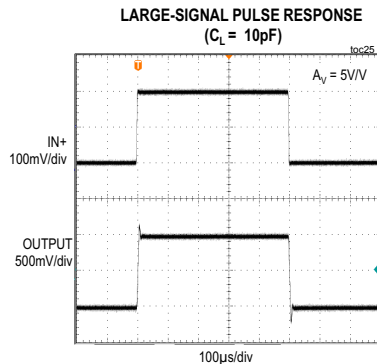 LARGE-SIGNAL PULSE RESPONSE
(CL = 10pF)
toc25
T
AV = 5V/V
IN+
100mV/div
OUTPUT
500mV/div
100µs/div